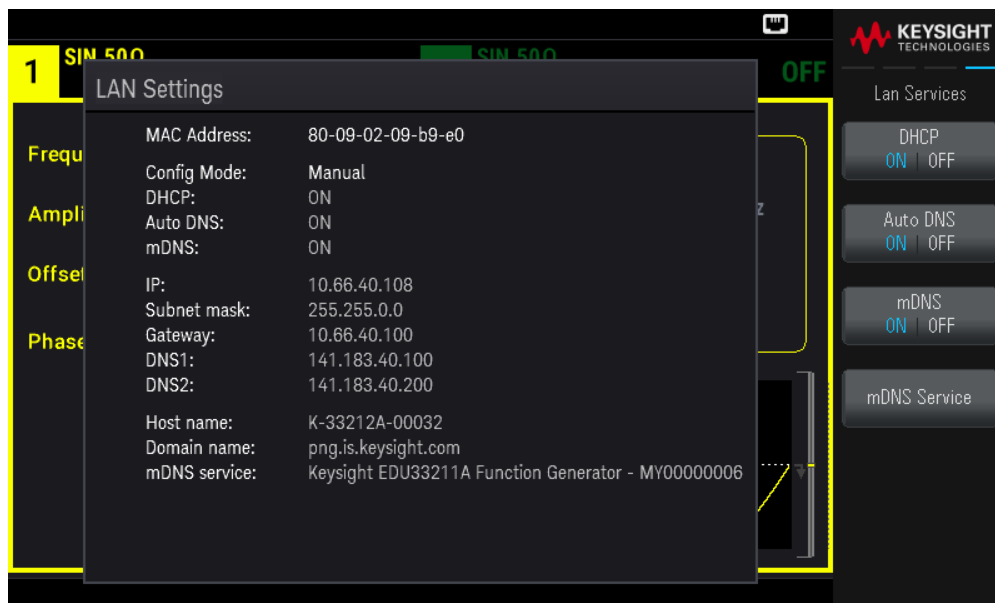 KEYSIGHT
TECHNOLOGIES
1
SIN 50Ω
SIN 50Ω
OFF
LAN Settings
Lan Services
MAC Address: 80-09-02-09-b9-e0
DHCP
ON | OFF
Config Mode: Manual
DHCP: ON
Auto DNS: ON
mDNS: ON
Auto DNS
ON | OFF
IP: 10.66.40.108
Subnet mask: 255.255.0.0
Gateway: 10.66.40.100
DNS1: 141.183.40.100
DNS2: 141.183.40.200
mDNS
ON | OFF
Host name: K-33212A-00032
Domain name: png.is.keysight.com
mDNS service: Keysight EDU33211A Function Generator - MY00000006
mDNS Service
Frequ
Ampli
z
Offset
Phase